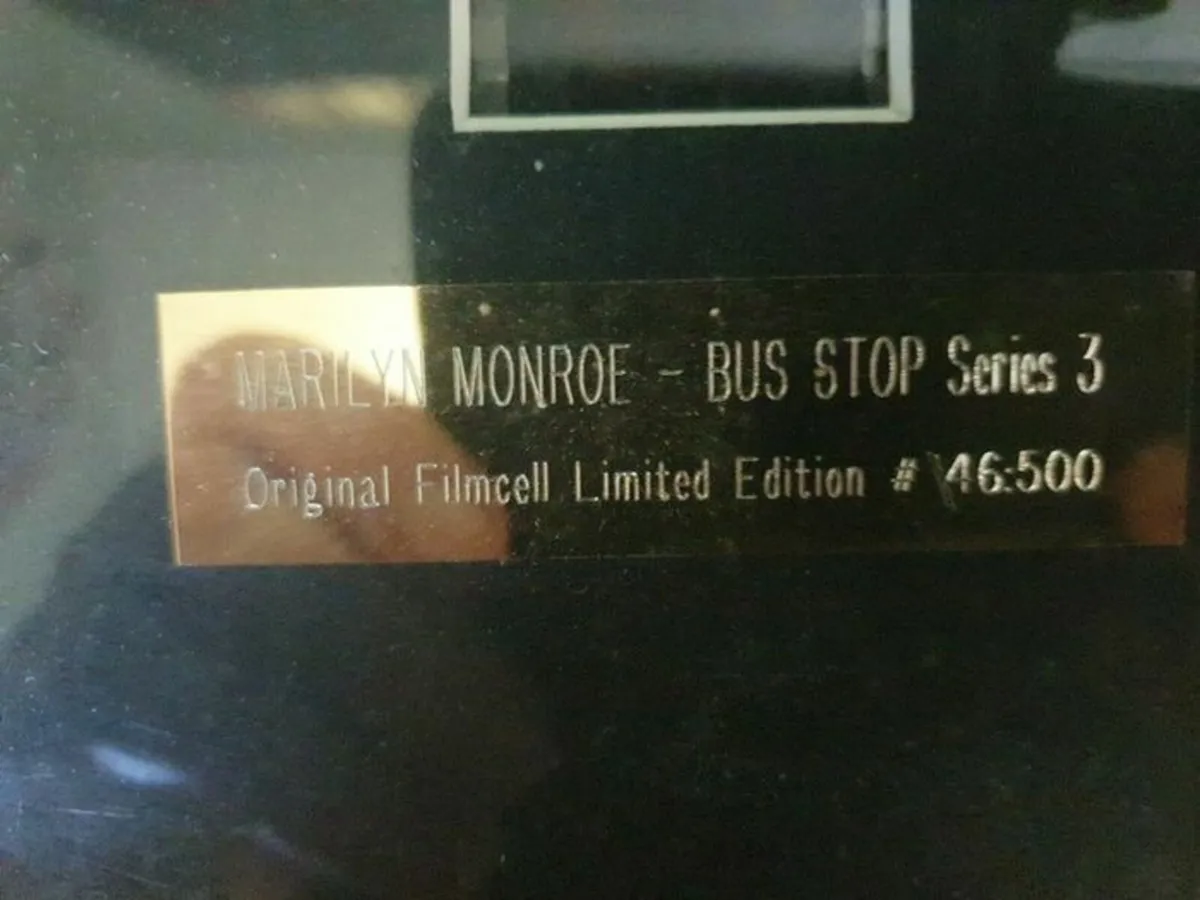 MARILYN MONROE - BUS STOP Series 3
Original Filmcell Limited Edition # 46:500